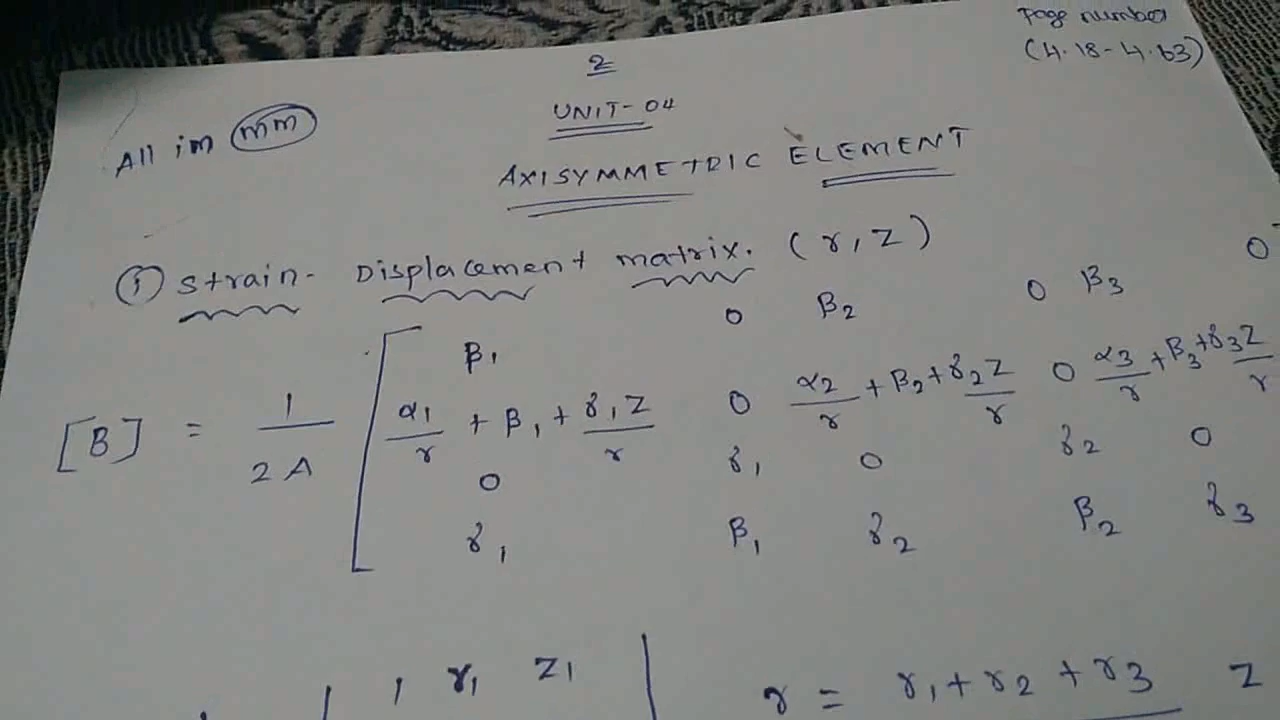 Page number
(4.18-4.63)
2
UNIT-04
All im mm
AXISYMMETRIC ELEMENT
① Strain- Displacement matrix. (r,z)
[B] = 1/2A [
β1 0 β2 0 β3 0
α1/r + β1 + γ1z/r 0 α2/r + β2 + γ2z/r 0 α3/r + β3 + γ3z/r
0 γ1 0 γ2 0
γ1 β1 γ2 β2 γ3
1 r1 z1
r = r1 + r2 + r3 z